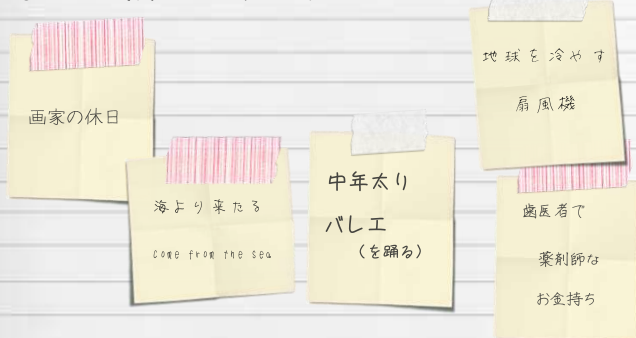 画家の休日
海より来たる
come from the sea
中年太り
バレエ
(を踊る)
地球を冷やす
扇風機
歯医者で
薬剤師な
お金持ち